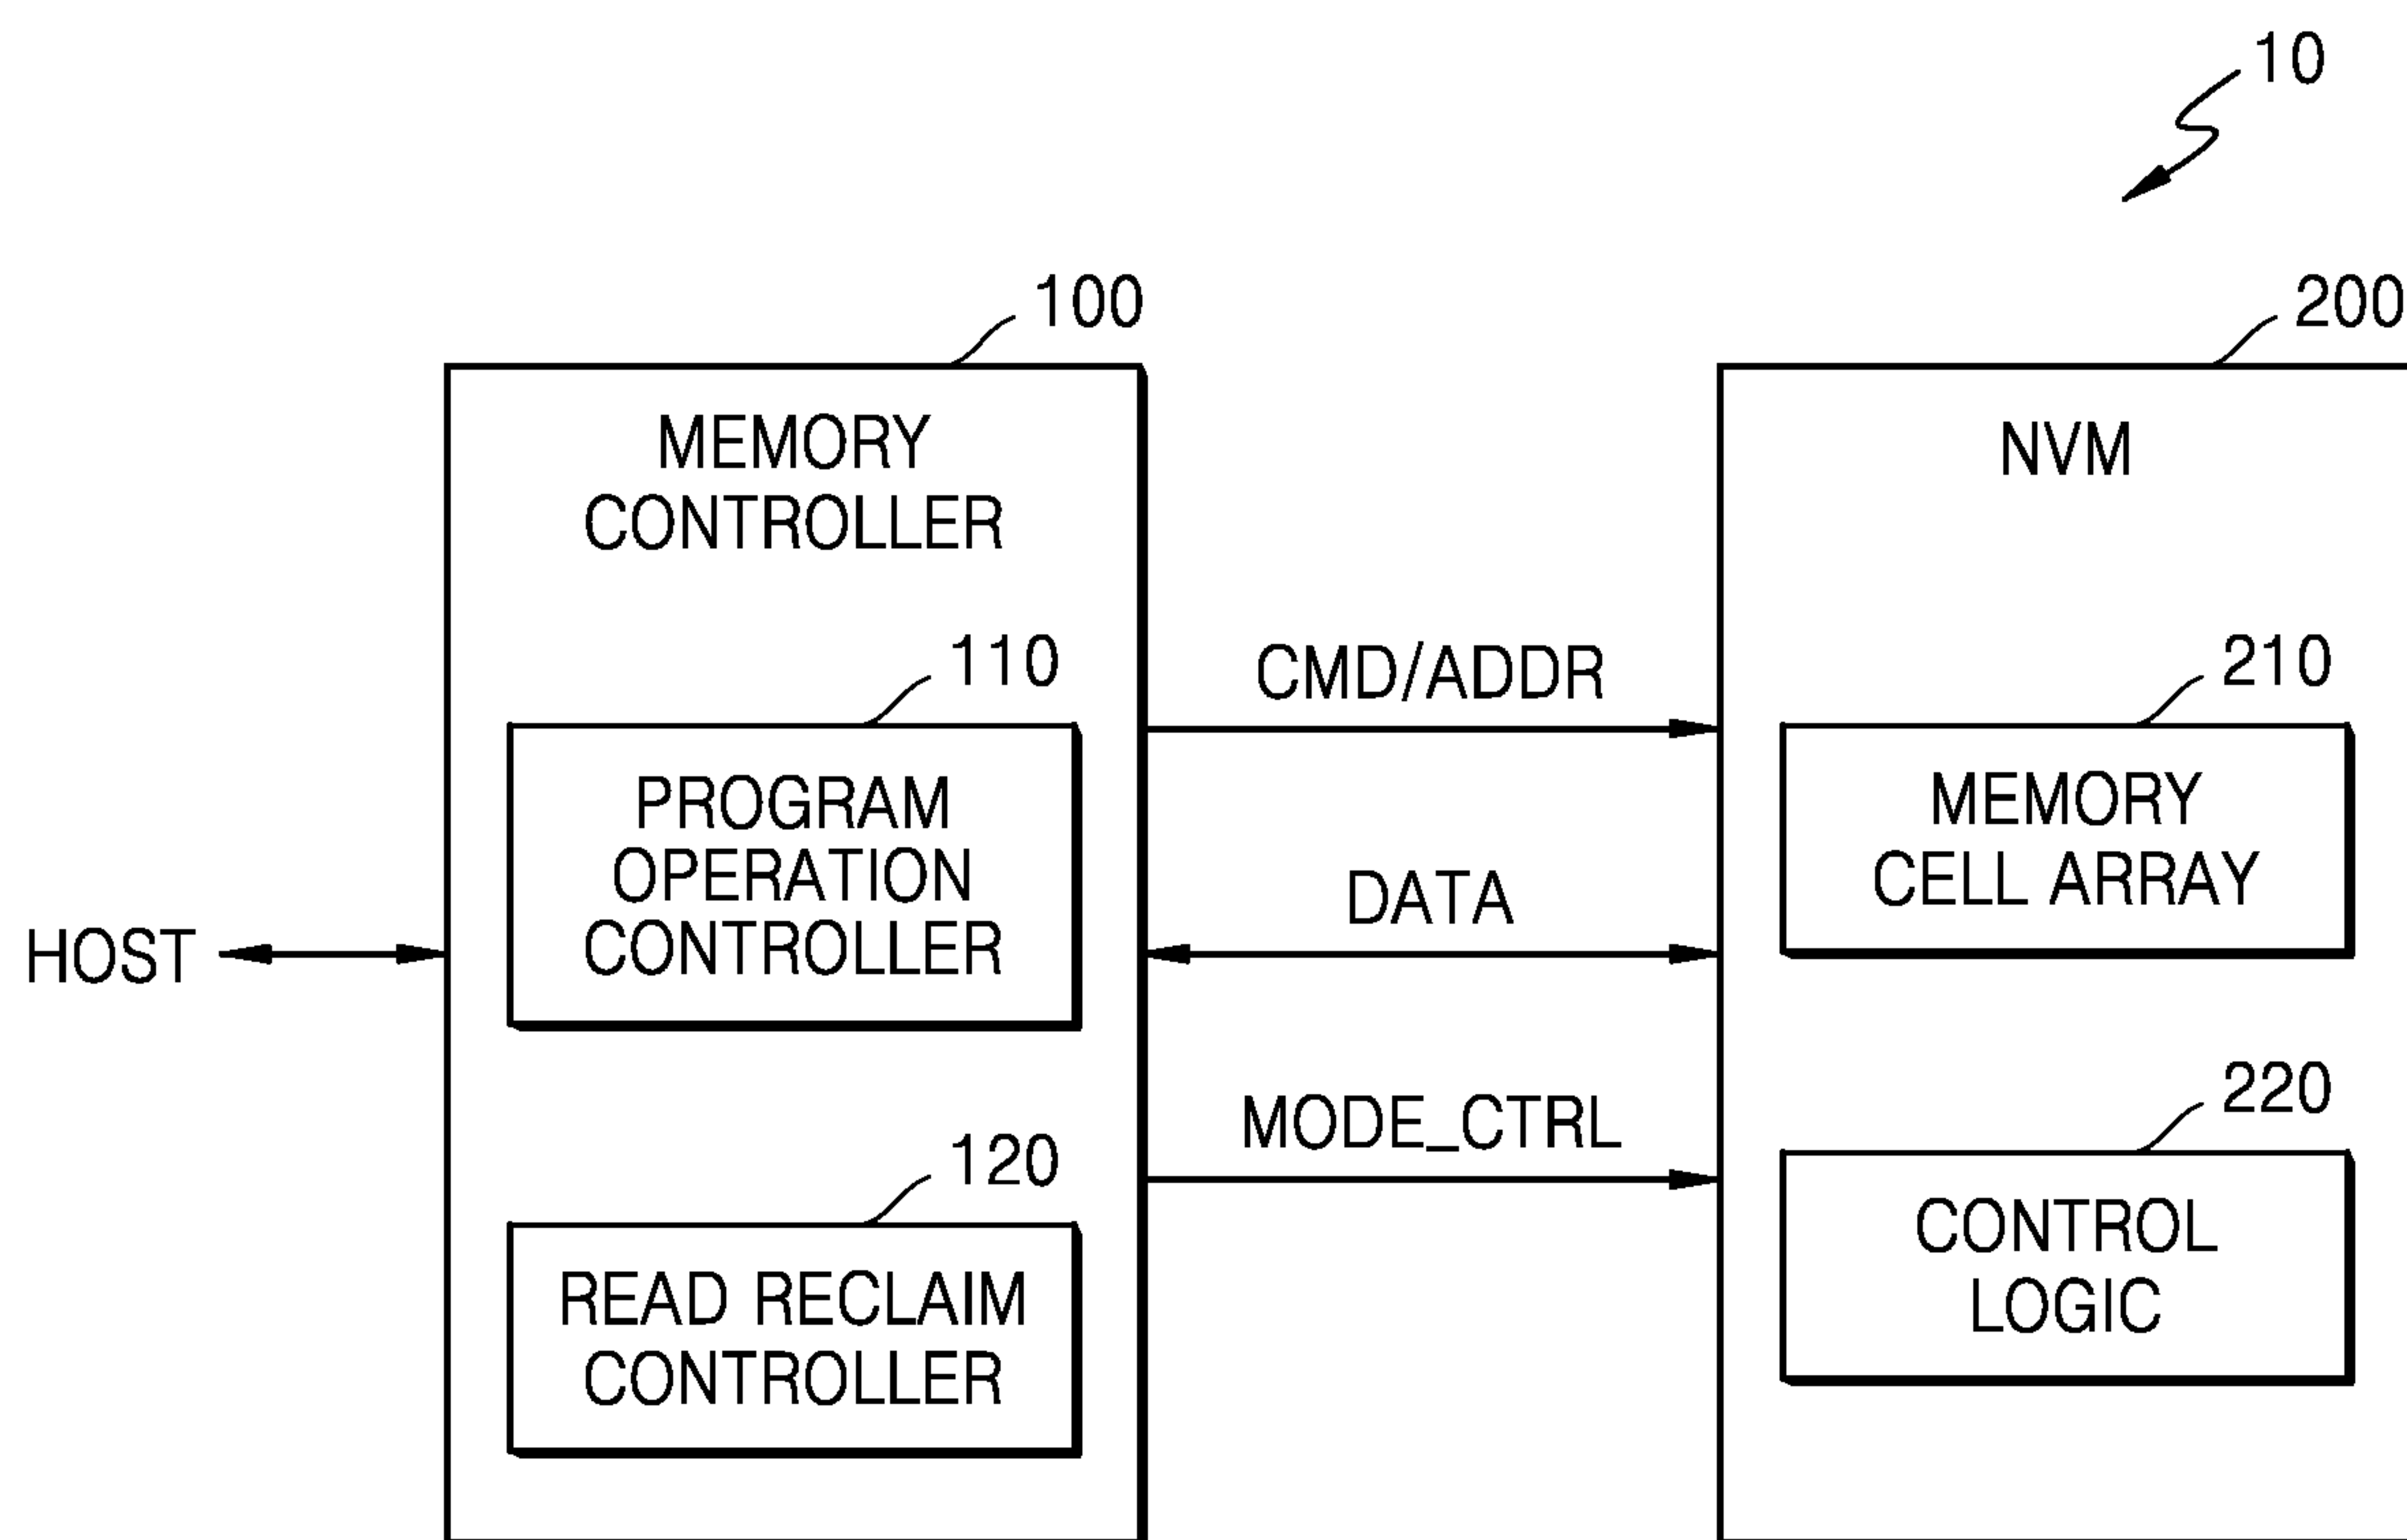 10
100
200
MEMORY
CONTROLLER
NVM
110
PROGRAM
OPERATION
CONTROLLER
120
READ RECLAIM
CONTROLLER
HOST
CMD/ADDR
DATA
MODE_CTRL
210
MEMORY
CELL ARRAY
220
CONTROL
LOGIC